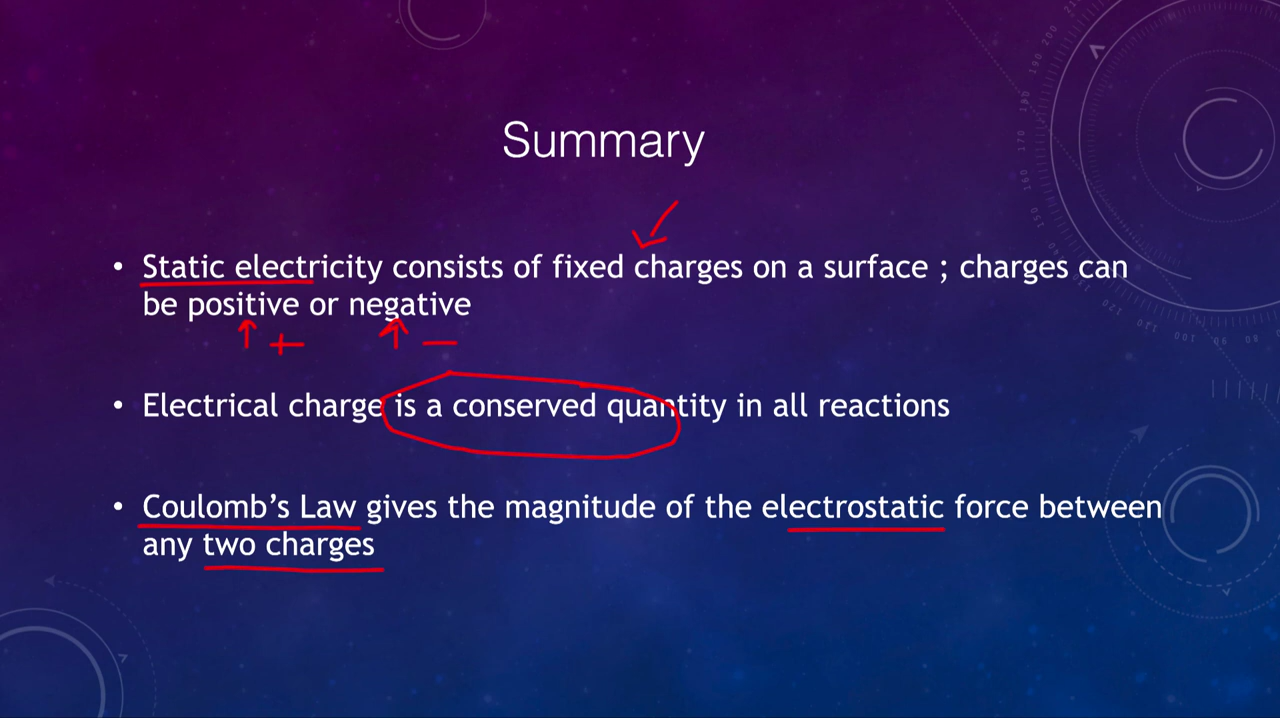 Summary
• Static electricity consists of fixed charges on a surface ; charges can
be positive or negative
+ –
• Electrical charge is a conserved quantity in all reactions
• Coulomb’s Law gives the magnitude of the electrostatic force between
any two charges